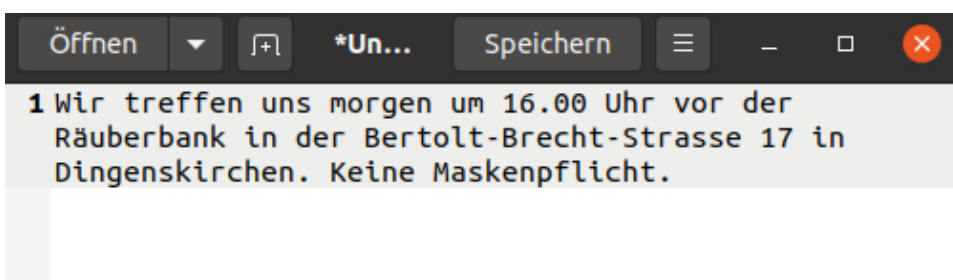 Öffnen *Un... Speichern
1 Wir treffen uns morgen um 16.00 Uhr vor der
Räuberbank in der Bertolt-Brecht-Strasse 17 in
Dingenskirchen. Keine Maskenpflicht.